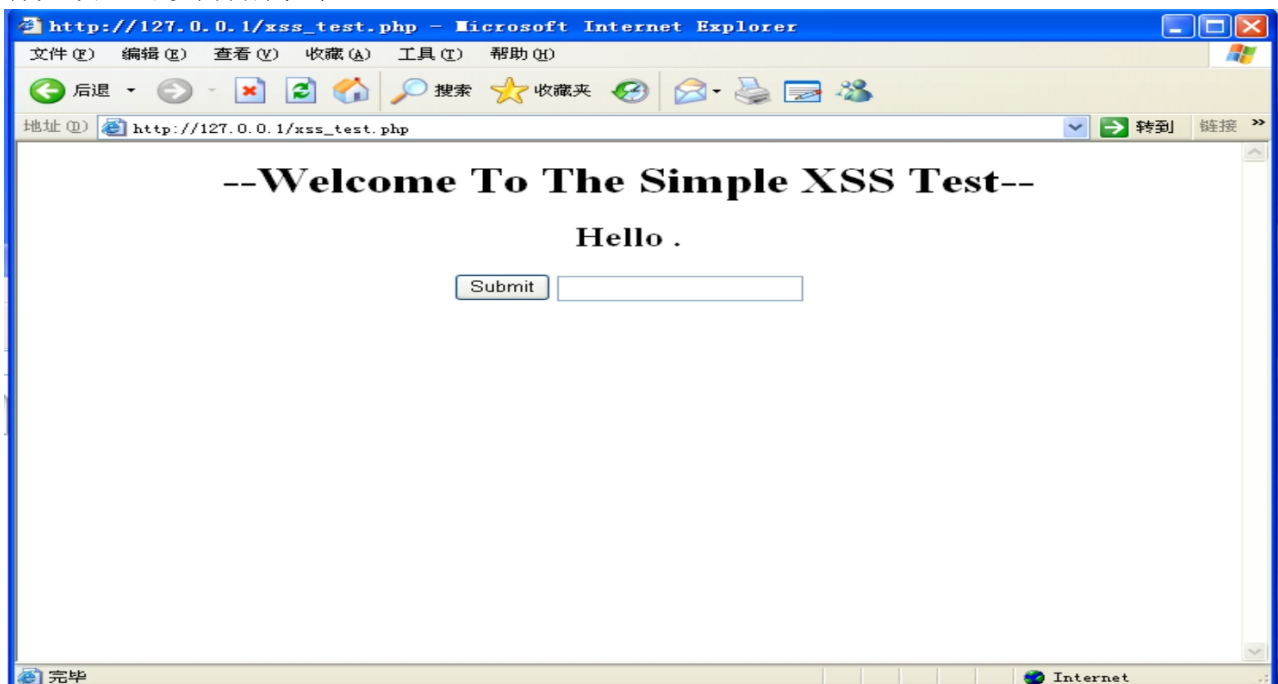 http://127.0.0.1/xss_test.php - Microsoft Internet Explorer
文件(F) 编辑(E) 查看(V) 收藏(A) 工具(T) 帮助(H)
后退 搜索 收藏夹
地址(D) http://127.0.0.1/xss_test.php 转到 链接 »
--Welcome To The Simple XSS Test--
Hello .
Submit
完毕 Internet